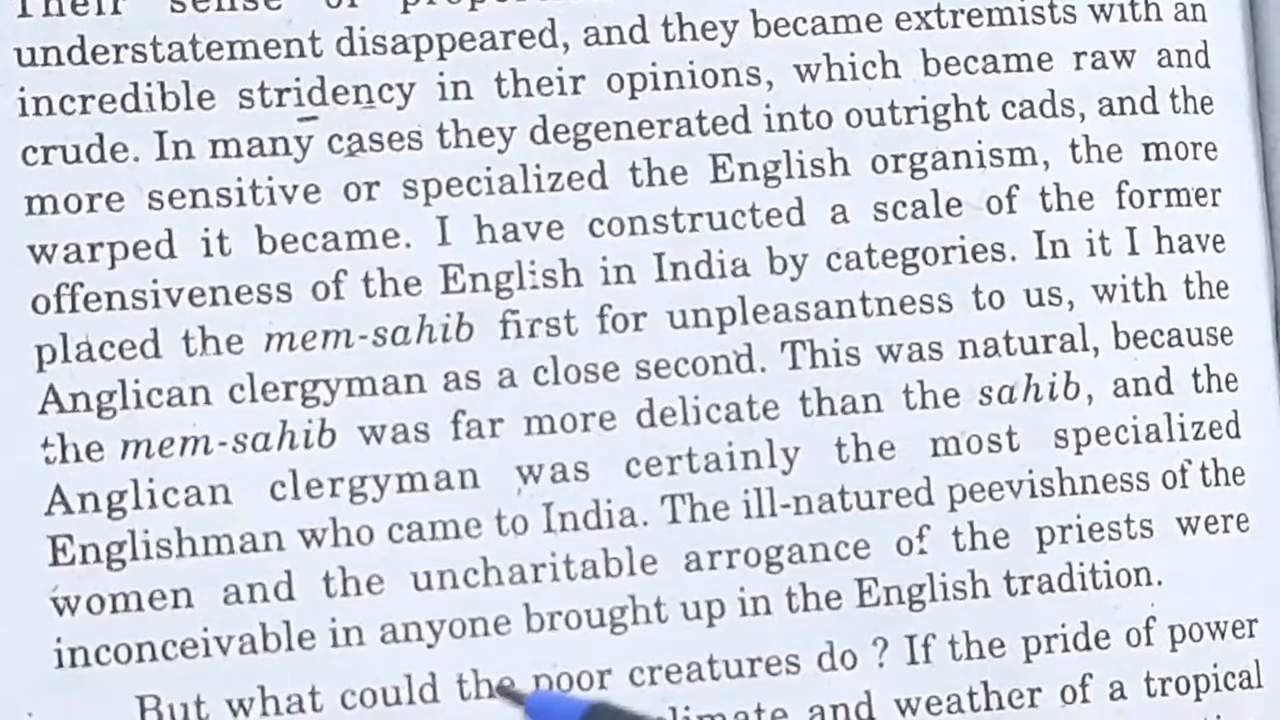 Their sense of
understatement disappeared, and they became extremists with an
incredible stridency in their opinions, which became raw and
crude. In many cases they degenerated into outright cads, and the
more sensitive or specialized the English organism, the more
warped it became. I have constructed a scale of the former
offensiveness of the English in India by categories. In it I have
placed the mem-sahib first for unpleasantness to us, with the
Anglican clergyman as a close second. This was natural, because
the mem-sahib was far more delicate than the sahib, and the
Anglican clergyman was certainly the most specialized
Englishman who came to India. The ill-natured peevishness of the
women and the uncharitable arrogance of the priests were
inconceivable in anyone brought up in the English tradition.
But what could the poor creatures do ? If the pride of power
and weather of a tropical